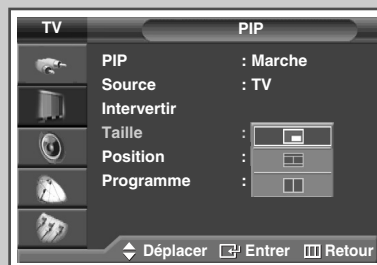 TV PIP
PIP : Marche
Source : TV
Intervertir
Taille :
Position :
Programme :
Déplacer Entrer Retour